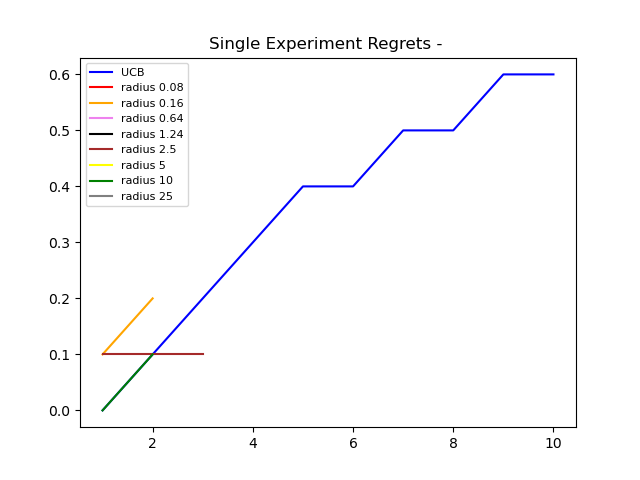 Single Experiment Regrets -
UCB
radius 0.08
radius 0.16
radius 0.64
radius 1.24
radius 2.5
radius 5
radius 10
radius 25
0.6
0.5
0.4
0.3
0.2
0.1
0.0
2 4 6 8 10